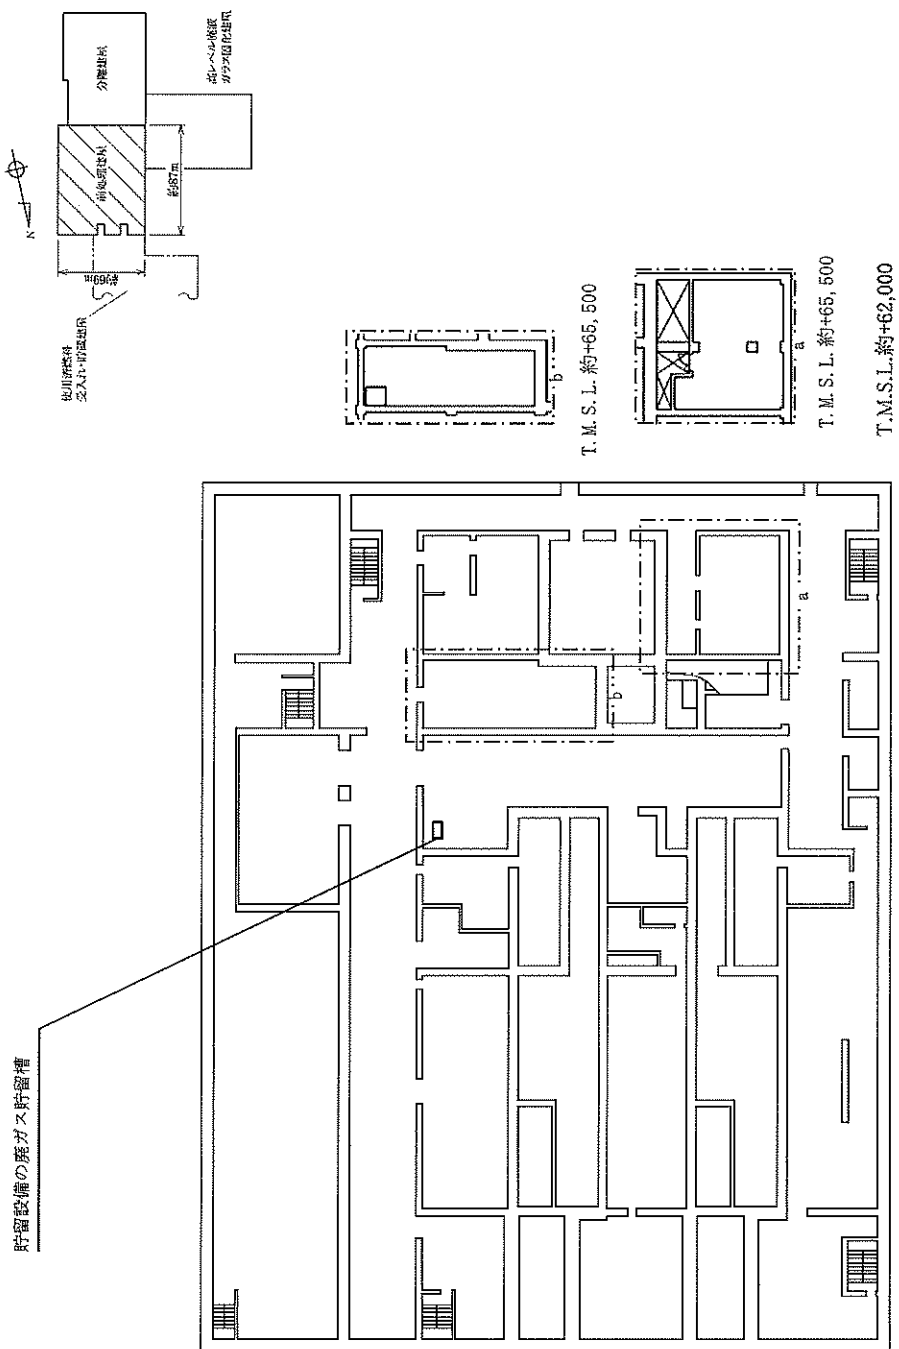 分離建屋
高レベル廃液
ガラス固化建屋
前処理建屋
約87m
約69m
N
使用済燃料
受入れ・貯蔵建屋
b
T.M.S.L.約+65,500
a
T.M.S.L.約+65,500
T.M.S.L.約+62,000
a
b
貯留設備の廃ガス貯留槽